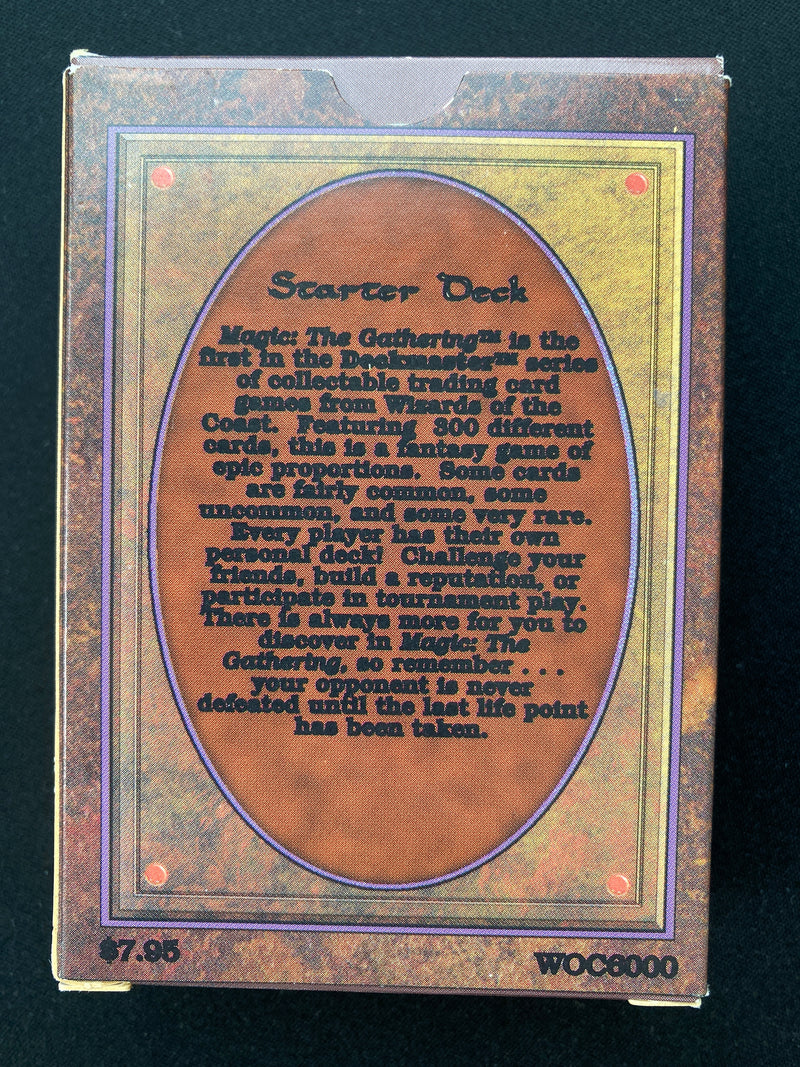 Starter Deck
Magic: The Gathering™ is the
first in the Deckmaster™ series
of collectable trading card
games from Wizards of the
Coast. Featuring 300 different
cards, this is a fantasy game of
epic proportions. Some cards
are fairly common, some
uncommon, and some very rare.
Every player has their own
personal deck! Challenge your
friends, build a reputation, or
participate in tournament play.
There is always more for you to
discover in Magic: The
Gathering, so remember . . .
your opponent is never
defeated until the last life point
has been taken.
$7.95
WOC6000